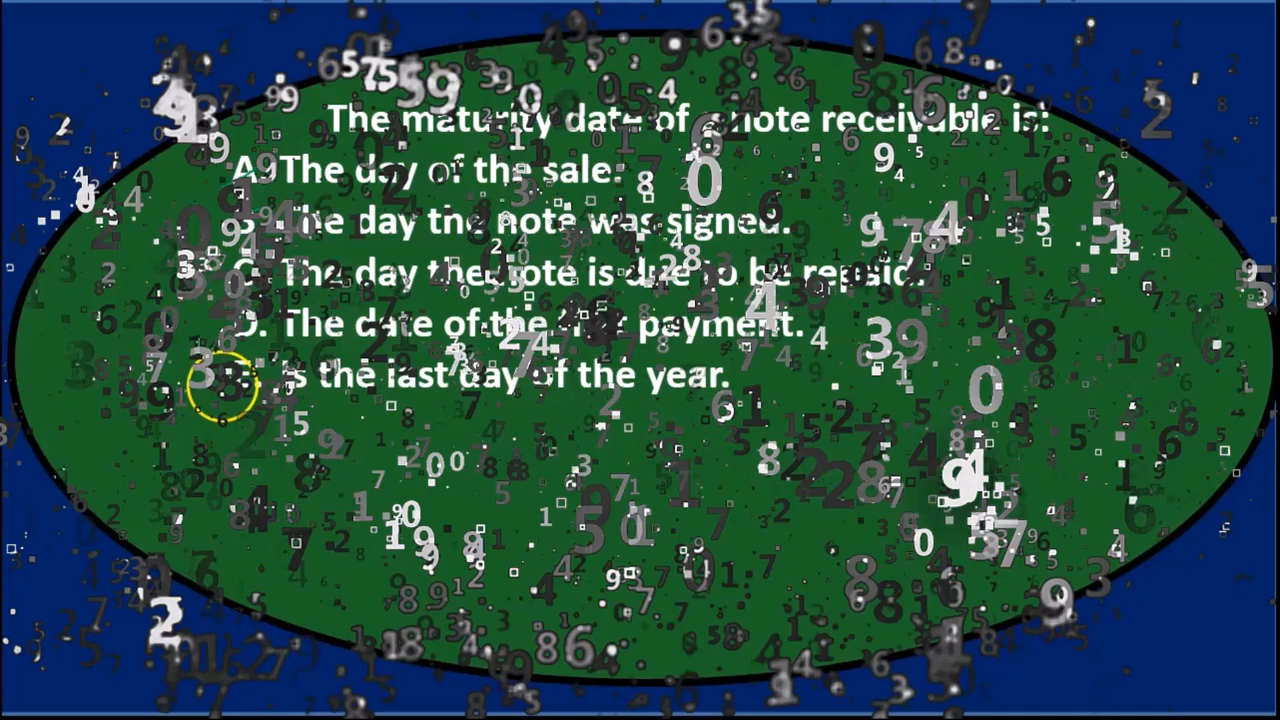 The maturity date of a note receivable is:
A. The day of the sale.
The day the note was signed.
C. The day the note is due to be repaid.
D. The date of the payment.
Is the last day of the year.